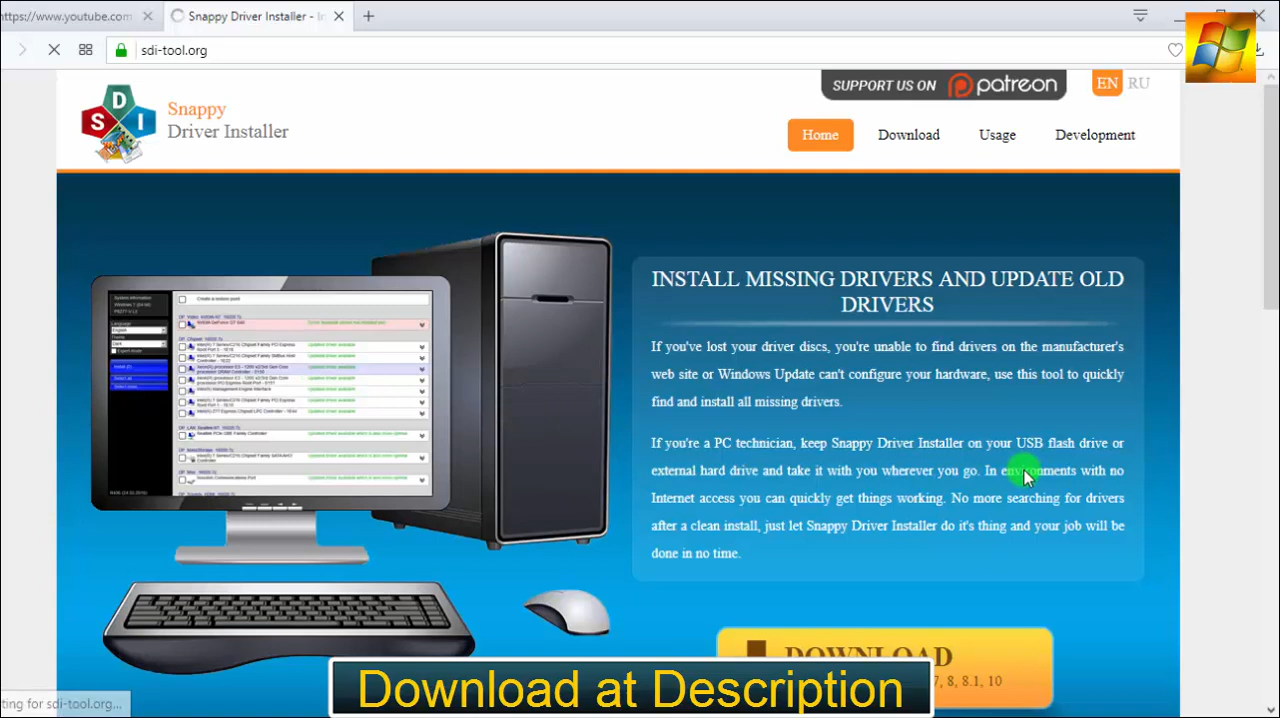 https://www.youtube.com
Snappy Driver Installer - i
sdi-tool.org
SUPPORT US ON patreon
EN RU
S D I
Snappy
Driver Installer
Home Download Usage Development
INSTALL MISSING DRIVERS AND UPDATE OLD
DRIVERS
If you've lost your driver discs, you're unable to find drivers on the manufacturer's
web site or Windows Update can't configure your hardware, use this tool to quickly
find and install all missing drivers.
If you're a PC technician, keep Snappy Driver Installer on your USB flash drive or
external hard drive and take it with you wherever you go. In environments with no
Internet access you can quickly get things working. No more searching for drivers
after a clean install, just let Snappy Driver Installer do it's thing and your job will be
done in no time.
Create a restore point
DOWNLOAD
7, 8, 8.1, 10
Download at Description
ting for sdi-tool.org...